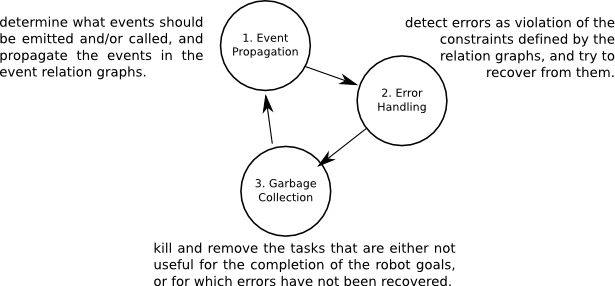 determine what events should
be emitted and/or called, and
propagate the events in the
event relation graphs.
1. Event
Propagation
detect errors as violation of the
constraints defined by the
relation graphs, and try to
recover from them.
2. Error
Handling
3. Garbage
Collection
kill and remove the tasks that are either not
useful for the completion of the robot goals,
or for which errors have not been recovered.